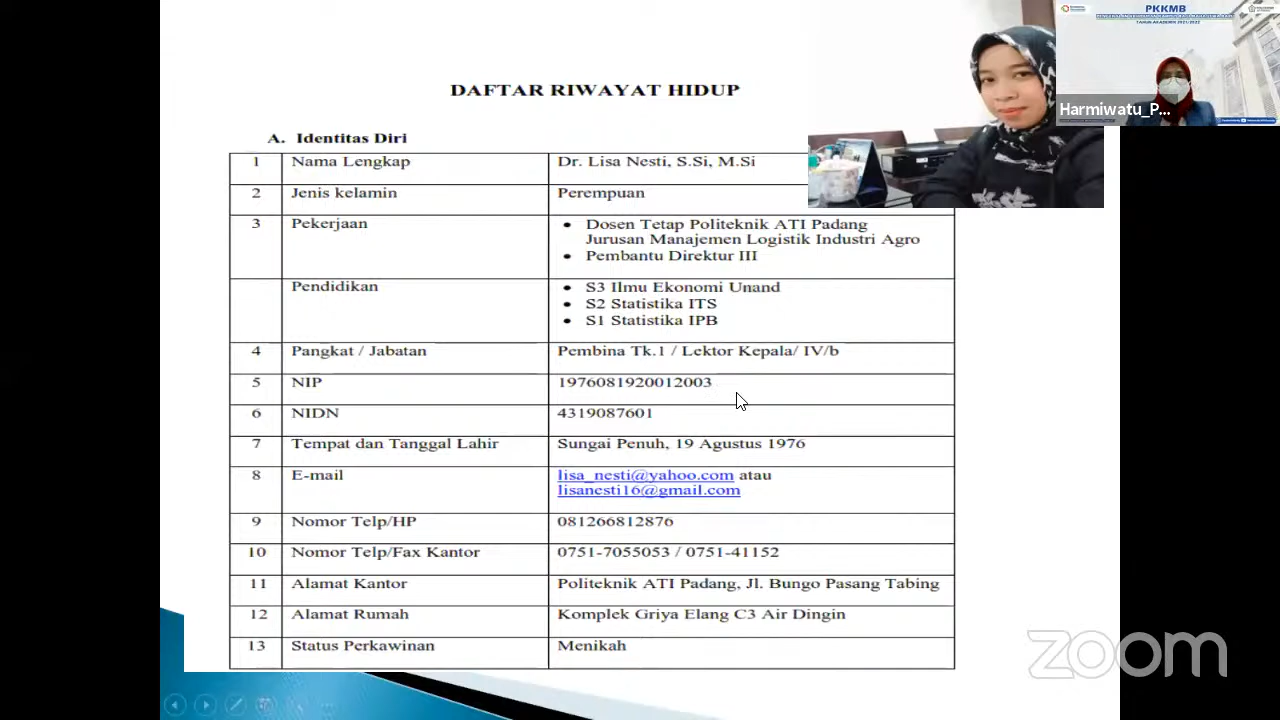 PKKMB
TAHUN AKADEMIK 2021/2022
Harmiwatu_P...
DAFTAR RIWAYAT HIDUP
A. Identitas Diri
1 Nama Lengkap Dr. Lisa Nesti, S.Si, M.Si
2 Jenis kelamin Perempuan
3 Pekerjaan • Dosen Tetap Politeknik ATI Padang
Jurusan Manajemen Logistik Industri Agro
• Pembantu Direktur III
Pendidikan • S3 Ilmu Ekonomi Unand
• S2 Statistika ITS
• S1 Statistika IPB
4 Pangkat / Jabatan Pembina Tk.1 / Lektor Kepala/ IV/b
5 NIP 1976081920012003
6 NIDN 4319087601
7 Tempat dan Tanggal Lahir Sungai Penuh, 19 Agustus 1976
8 E-mail lisa_nesti@yahoo.com atau
lisanesti16@gmail.com
9 Nomor Telp/HP 081266812876
10 Nomor Telp/Fax Kantor 0751-7055053 / 0751-41152
11 Alamat Kantor Politeknik ATI Padang, Jl. Bungo Pasang Tabing
12 Alamat Rumah Komplek Griya Elang C3 Air Dingin
13 Status Perkawinan Menikah
zoom